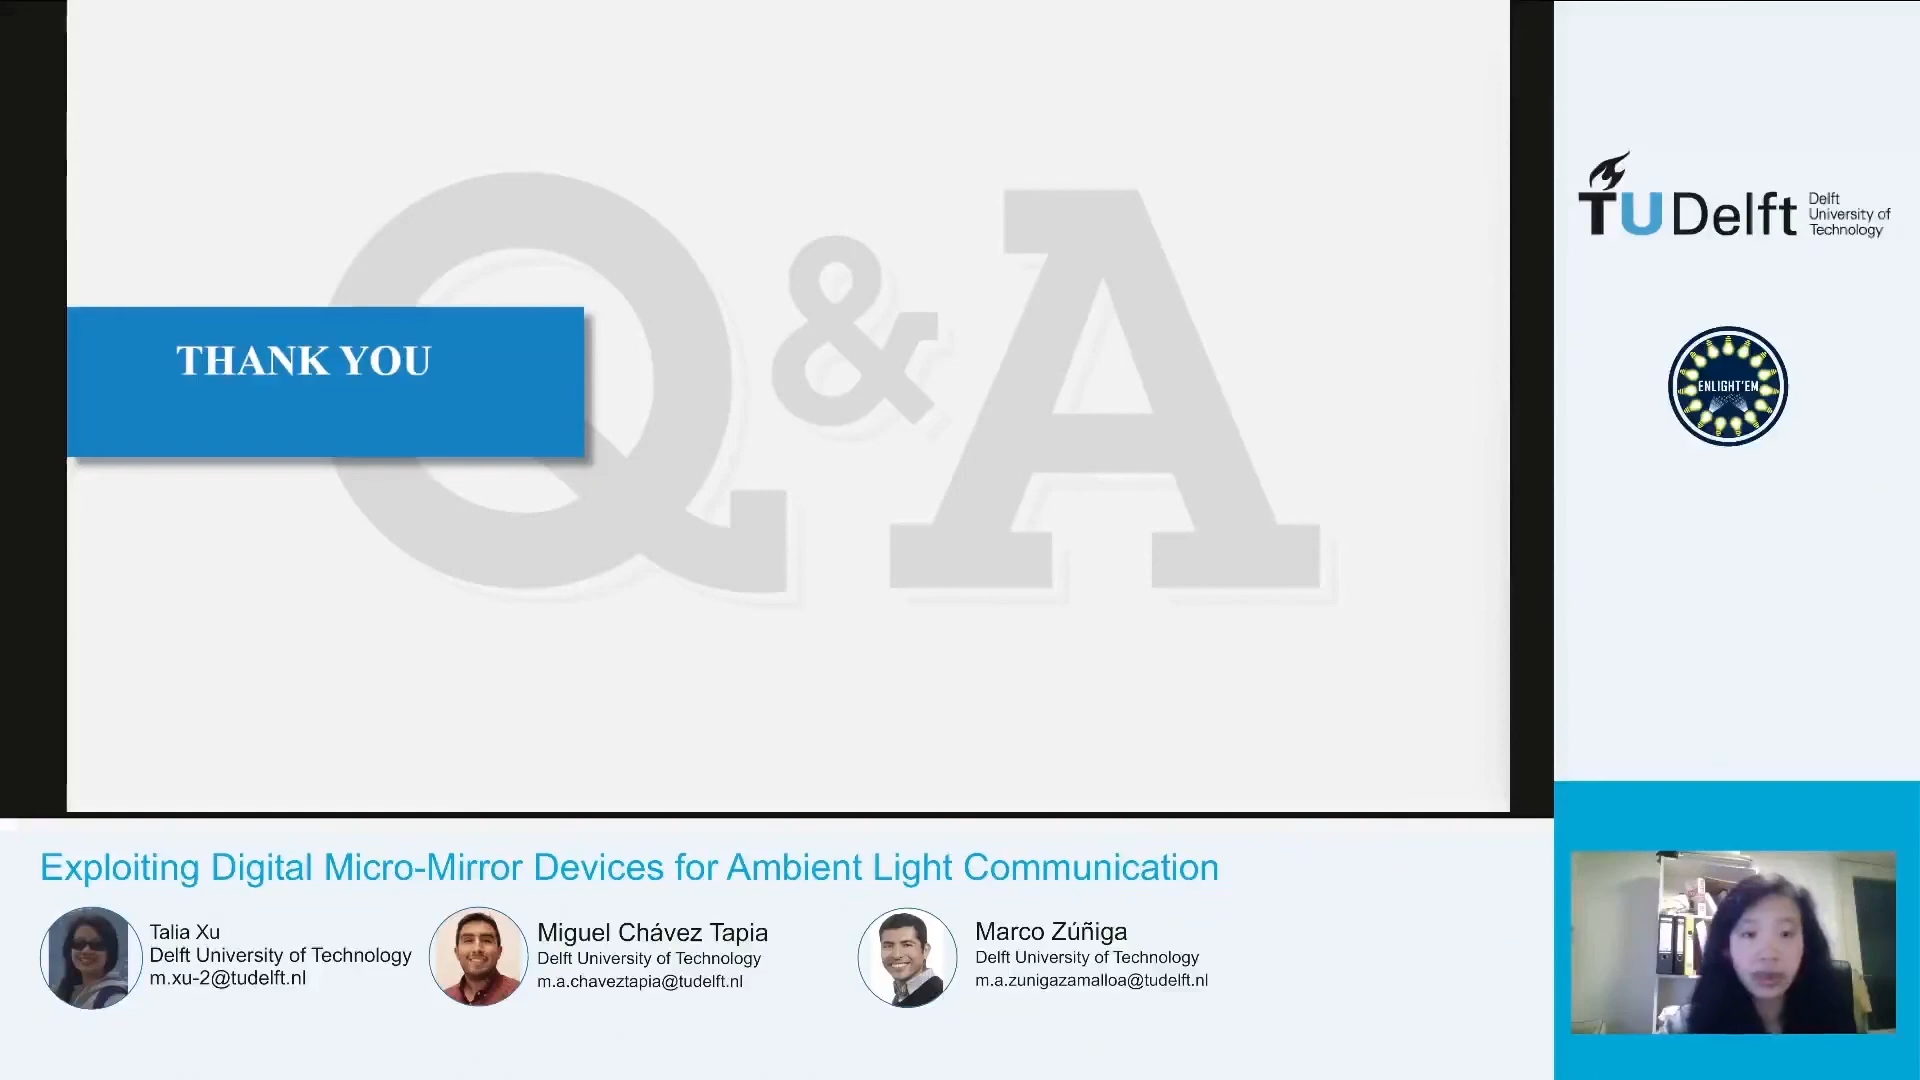 Q&A
THANK YOU
TU Delft
Delft
University of
Technology
ENLIGHT'EM
Exploiting Digital Micro-Mirror Devices for Ambient Light Communication
Talia Xu
Delft University of Technology
m.xu-2@tudelft.nl
Miguel Chávez Tapia
Delft University of Technology
m.a.chaveztapia@tudelft.nl
Marco Zúñiga
Delft University of Technology
m.a.zunigazamalloa@tudelft.nl